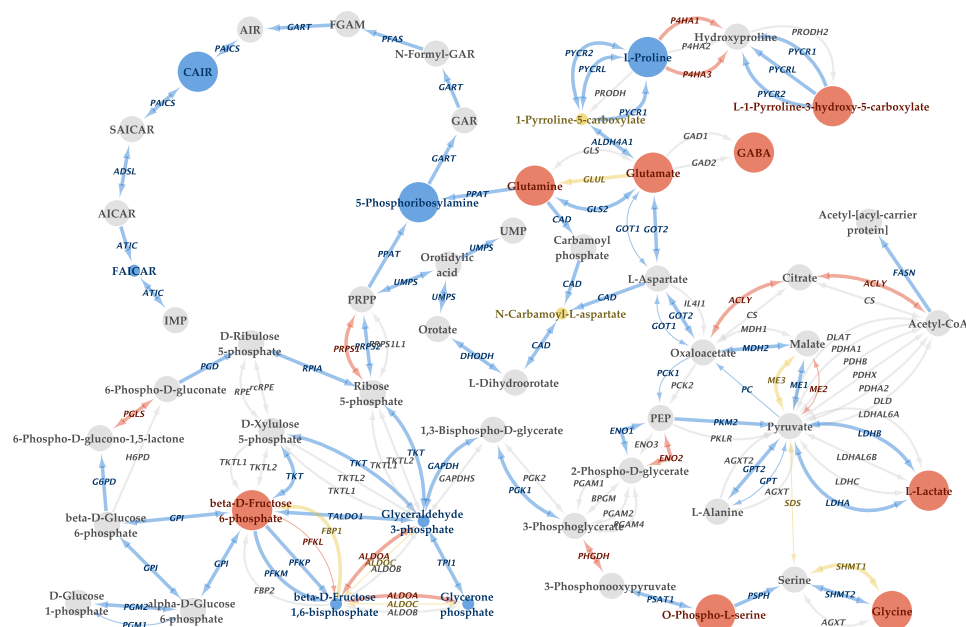 FGAM
AIR
GART
PFAS
PAICS
N-Formyl-GAR
CAIR
GART
PAICS
GAR
SAICAR
GART
ADSL
AICAR
5-Phosphoribosylamine
PPAT
ATIC
FAICAR
ATIC
IMP
PPAT
UMP
UMPS
Orotidylic
acid
UMPS
PRPP
UMPS
Orotate
DHODH
L-Dihydroorotate
CAD
P4HA1
Hydroxyproline
PRODH2
PYCR2
L-Proline
P4HA2
PYCR1
PYCRL
P4HA3
PYCRL
PRODH
PYCR2
L-1-Pyrroline-3-hydroxy-5-carboxylate
PYCR1
1-Pyrroline-5-carboxylate
ALDH4A1
GAD1
GLS
GABA
GAD2
Glutamine
GLUL
Glutamate
GLS2
CAD
GOT1
GOT2
Carbamoyl
phosphate
CAD
L-Aspartate
CAD
N-Carbamoyl-L-aspartate
Acetyl-[acyl-carrier
protein]
FASN
Citrate
ACLY
ACLY
IL4I1
CS
CS
GOT2
GOT1
MDH1
Acetyl-CoA
Oxaloacetate
MDH2
Malate
DLAT
PDHA1
PDHB
PDHX
PDHA2
DLD
LDHAL6A
PCK1
PCK2
PC
ME3
ME1
ME2
PEP
PKM2
PKLR
Pyruvate
LDHB
LDHAL6B
LDHC
LDHA
L-Lactate
ENO1
ENO3
ENO2
2-Phospho-D-glycerate
AGXT2
GPT2
GPT
AGXT
L-Alanine
SDS
PGAM1
BPGM
PGAM2
PGAM4
3-Phosphoglycerate
PHGDH
3-Phosphonooxypyruvate
PSAT1
O-Phospho-L-serine
PSPH
Serine
SHMT1
SHMT2
Glycine
AGXT
D-Ribulose
5-phosphate
PRPS1
PRPS2
PRPS1L1
PGD
RPIA
6-Phospho-D-gluconate
RPE
rcRPE
Ribose
5-phosphate
PGLS
6-Phospho-D-glucono-1,5-lactone
D-Xylulose
5-phosphate
1,3-Bisphospho-D-glycerate
H6PD
TKTL1
TKTL2
TKT
TKT
TKTL2
TKTL1
TKT
TKTL2
TKTL1
GAPDH
GAPDHS
PGK2
PGK1
G6PD
beta-D-Glucose
6-phosphate
GPI
beta-D-Fructose
6-phosphate
TALDO1
Glyceraldehyde
3-phosphate
FBP1
PFKL
PFKP
PFKM
FBP2
ALDOA
ALDOC
ALDOB
TPI1
GPI
GPI
D-Glucose
1-phosphate
PGM2
PGM1
alpha-D-Glucose
6-phosphate
beta-D-Fructose
1,6-bisphosphate
ALDOA
ALDOC
ALDOB
Glycerone
phosphate